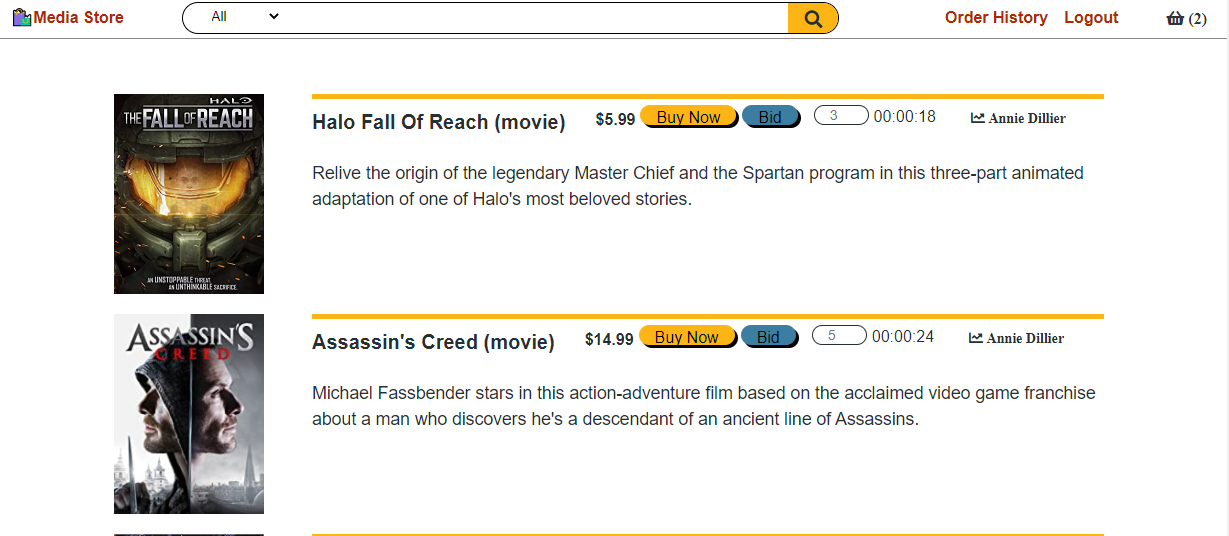 Media Store
All
Order History Logout (2)
HALO
THE FALL OF REACH
AN UNSTOPPABLE THREAT.
AN UNTHINKABLE SACRIFICE.
Halo Fall Of Reach (movie) $5.99 Buy Now Bid 3 00:00:18 Annie Dillier
Relive the origin of the legendary Master Chief and the Spartan program in this three-part animated
adaptation of one of Halo's most beloved stories.
ASSASSIN'S
CREED
Assassin's Creed (movie) $14.99 Buy Now Bid 5 00:00:24 Annie Dillier
Michael Fassbender stars in this action-adventure film based on the acclaimed video game franchise
about a man who discovers he's a descendant of an ancient line of Assassins.